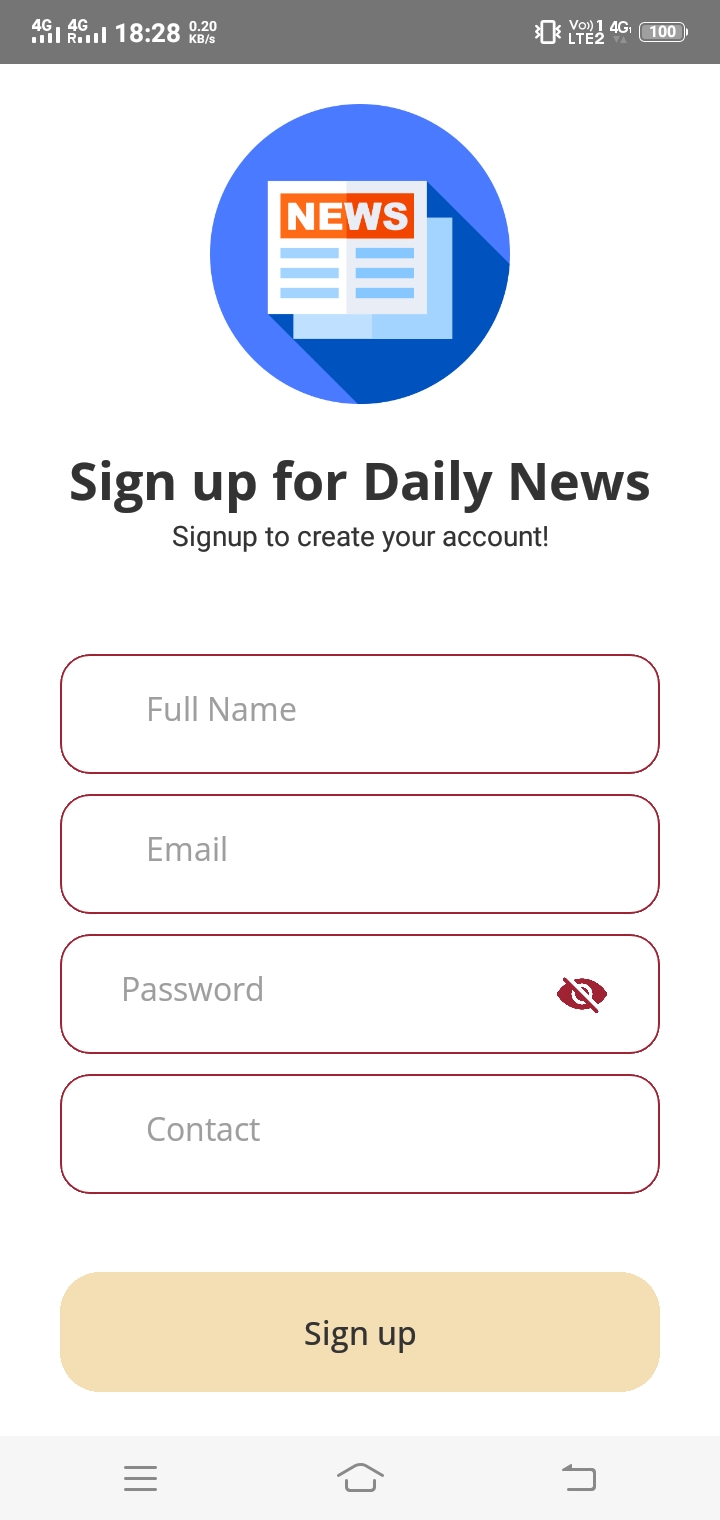 4G 4G R 18:28 0.20 KB/s Vo)) 1 LTE2 4G 100
NEWS
Sign up for Daily News
Signup to create your account!
Full Name
Email
Password
Contact
Sign up